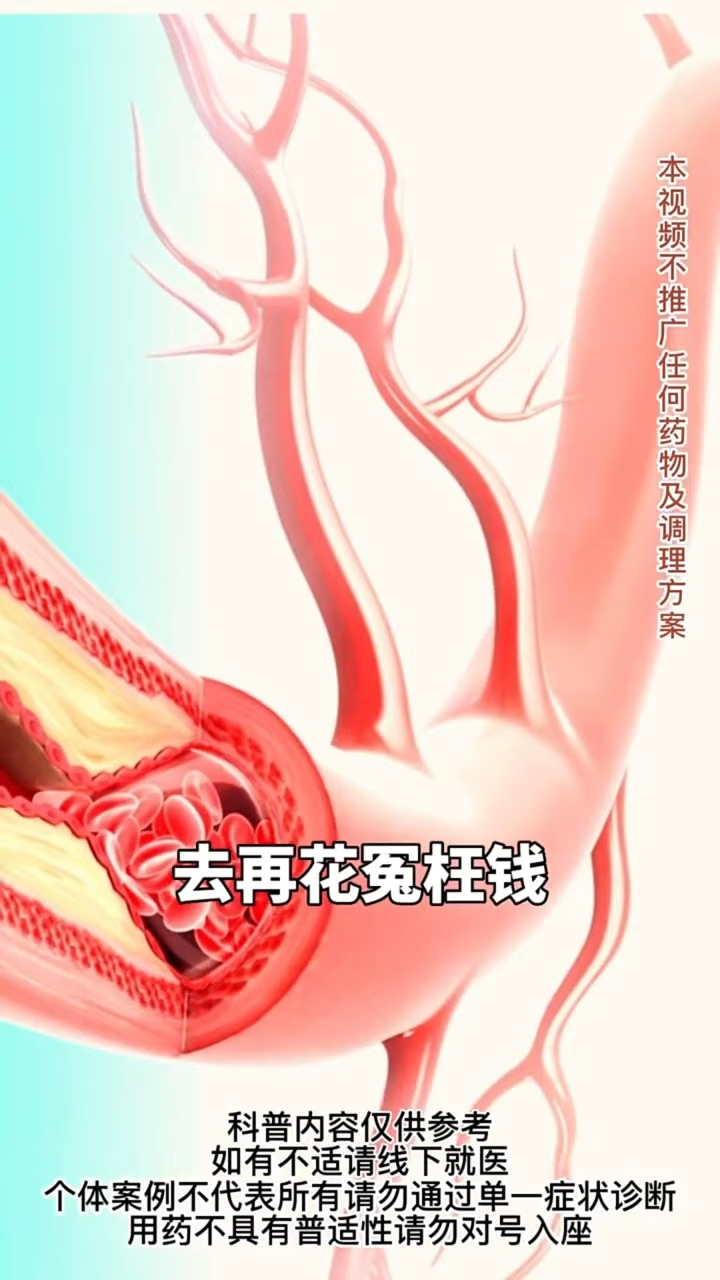 本视频不推广任何药物及调理方案
去再花冤枉钱
科普内容仅供参考
如有不适请线下就医
个体案例不代表所有请勿通过单一症状诊断
用药不具有普适性请勿对号入座